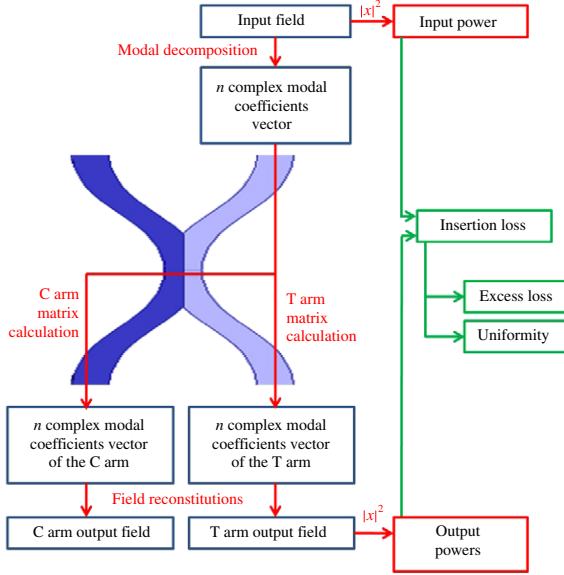 Input field
|x|²
Input power
Modal decomposition
n complex modal
coefficients
vector
Insertion loss
C arm
matrix
calculation
T arm
matrix
calculation
Excess loss
Uniformity
n complex modal
coefficients vector
of the C arm
n complex modal
coefficients vector
of the T arm
Field reconstitutions
C arm output field
T arm output field
|x|²
Output
powers